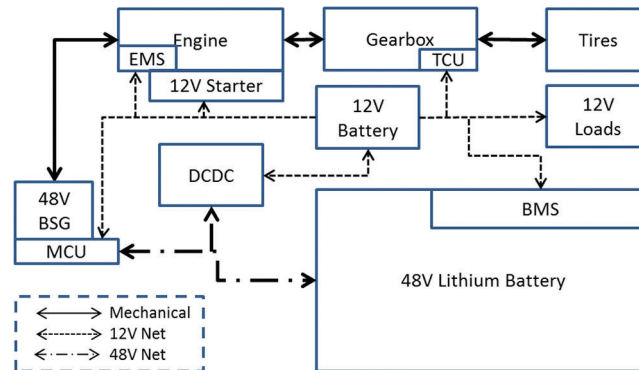 Engine
EMS
12V Starter
Gearbox
TCU
Tires
12V
Battery
12V
Loads
DCDC
48V
BSG
MCU
BMS
48V Lithium Battery
Mechanical
12V Net
48V Net